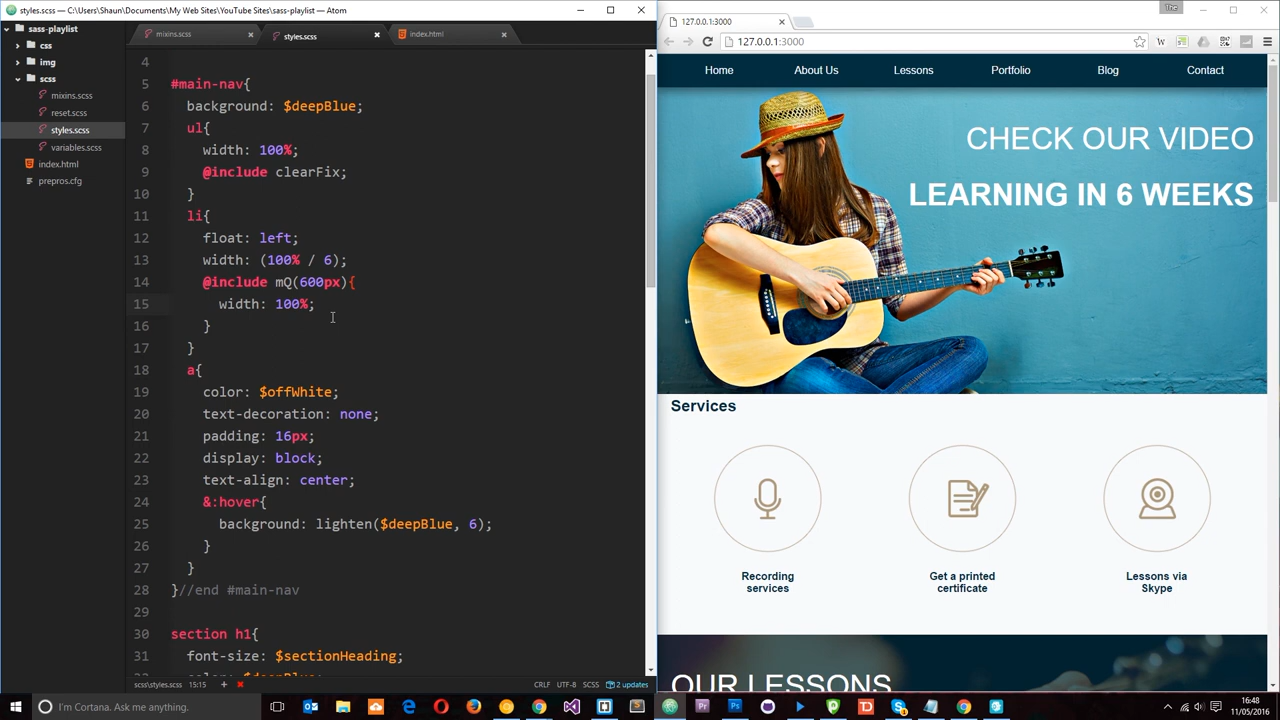 styles.scss — C:\Users\Shaun\Documents\My Web Sites\YouTube Sites\sass-playlist — Atom
sass-playlist
css
img
scss
mixins.scss
reset.scss
styles.scss
variables.scss
index.html
prepros.cfg
mixins.scss
styles.scss
index.html
4
5 #main-nav{
6 background: $deepBlue;
7 ul{
8 width: 100%;
9 @include clearFix;
10 }
11 li{
12 float: left;
13 width: (100% / 6);
14 @include mQ(600px){
15 width: 100%;
16 }
17 }
18 a{
19 color: $offWhite;
20 text-decoration: none;
21 padding: 16px;
22 display: block;
23 text-align: center;
24 &:hover{
25 background: lighten($deepBlue, 6);
26 }
27 }
28 }//end #main-nav
29
30 section h1{
31 font-size: $sectionHeading;
32 color: $deepBlue;
scss\styles.scss 15:15
CRLF UTF-8 SCSS 2 updates
The
127.0.0.1:3000
127.0.0.1:3000
Home About Us Lessons Portfolio Blog Contact
CHECK OUR VIDEO
LEARNING IN 6 WEEKS
Services
Recording
services
Get a printed
certificate
Lessons via
Skype
OUR LESSONS
I'm Cortana. Ask me anything.
16:48
11/05/2016